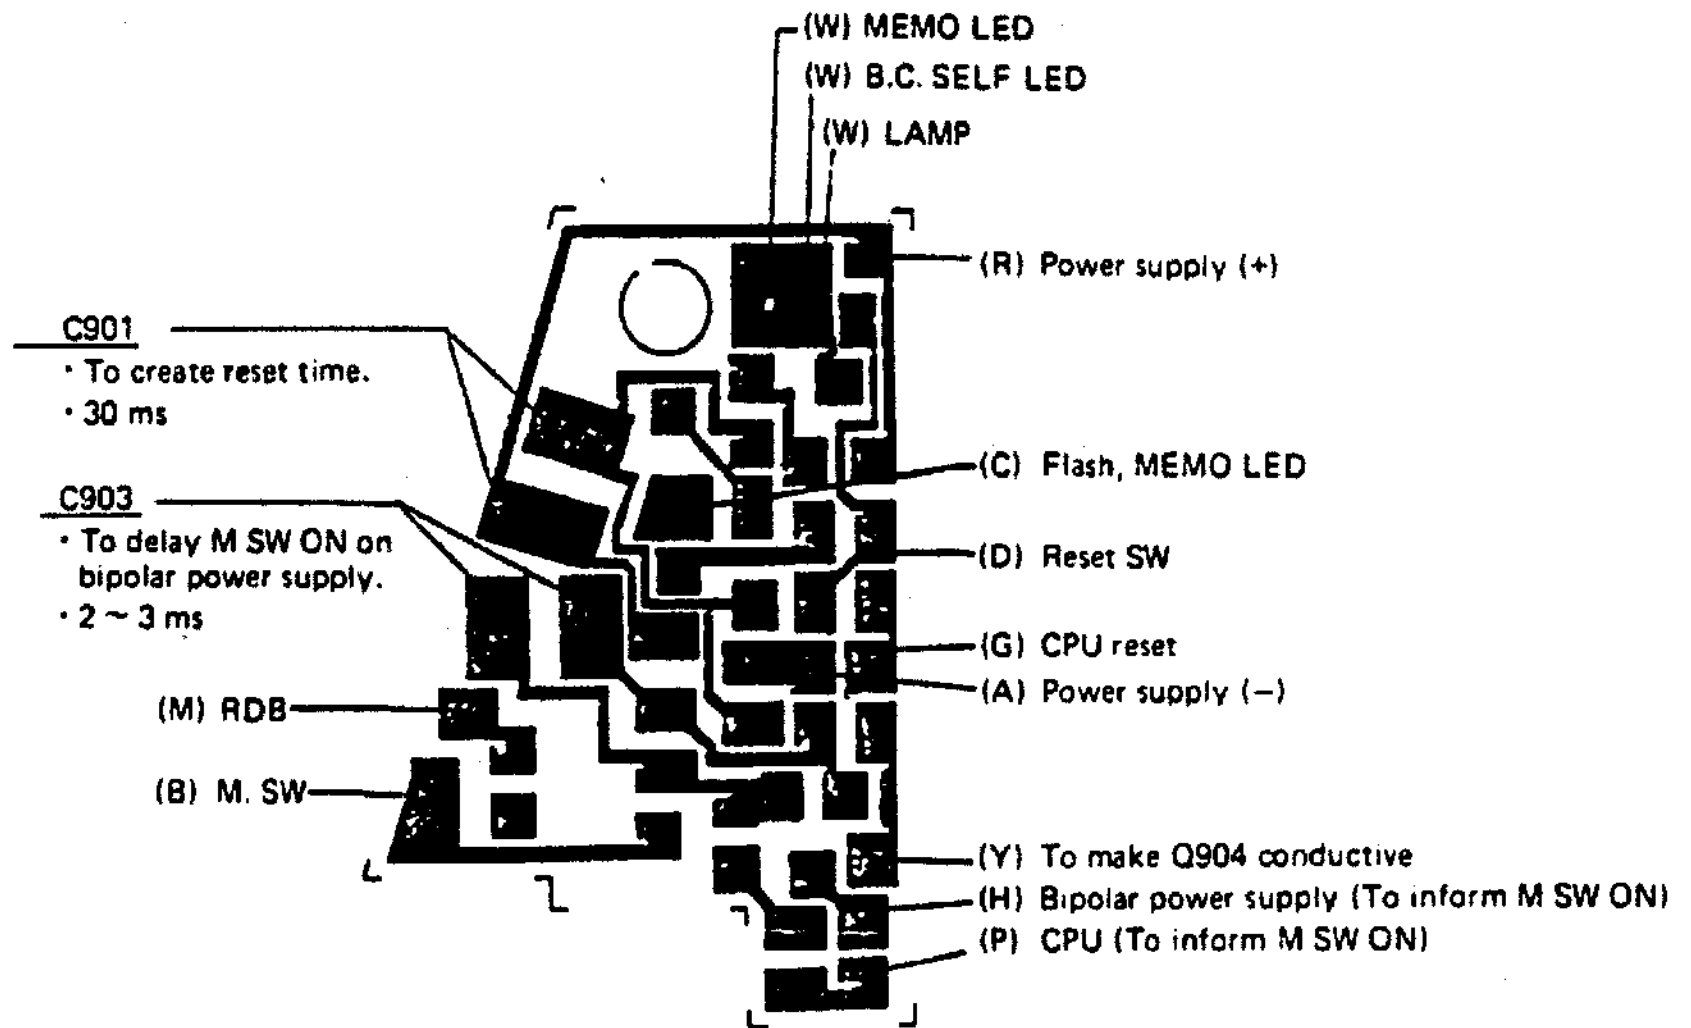 (W) MEMO LED
(W) B.C. SELF LED
(W) LAMP
(R) Power supply (+)
C901
· To create reset time.
· 30 ms
(C) Flash, MEMO LED
C903
· To delay M SW ON on
bipolar power supply.
· 2 ~ 3 ms
(D) Reset SW
(G) CPU reset
(A) Power supply (−)
(M) RDB
(B) M. SW
(Y) To make Q904 conductive
(H) Bipolar power supply (To inform M SW ON)
(P) CPU (To inform M SW ON)